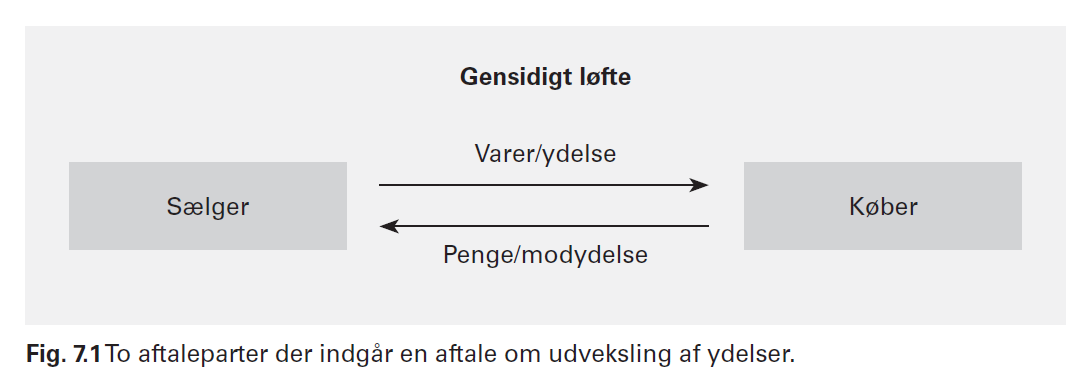 Gensidigt løfte
Varer/ydelse
Sælger
Køber
Penge/modydelse
Fig. 7.1 To aftaleparter der indgår en aftale om udveksling af ydelser.